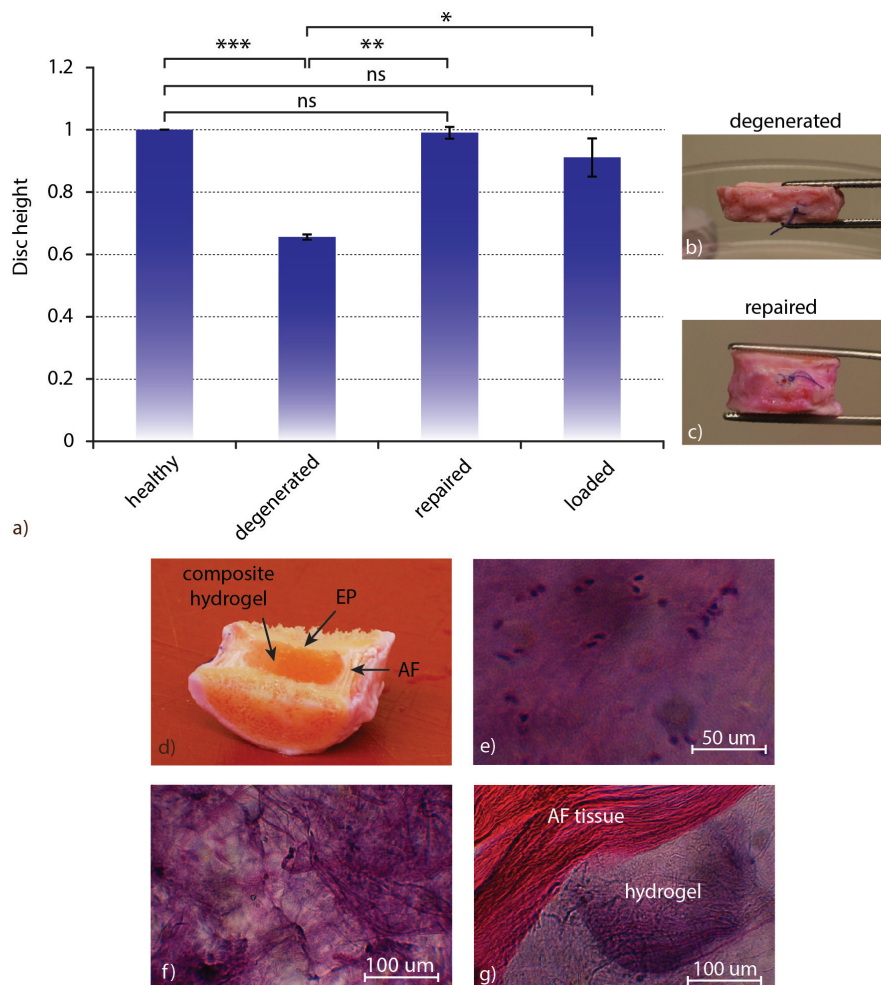 *
*** **
1.2
ns
ns
1
0.8
0.6
0.4
0.2
0
Disc height
healthy
degenerated
repaired
loaded
a)
degenerated
b)
repaired
c)
composite
hydrogel
EP
AF
d)
50 um
e)
100 um
f)
AF tissue
hydrogel
100 um
g)